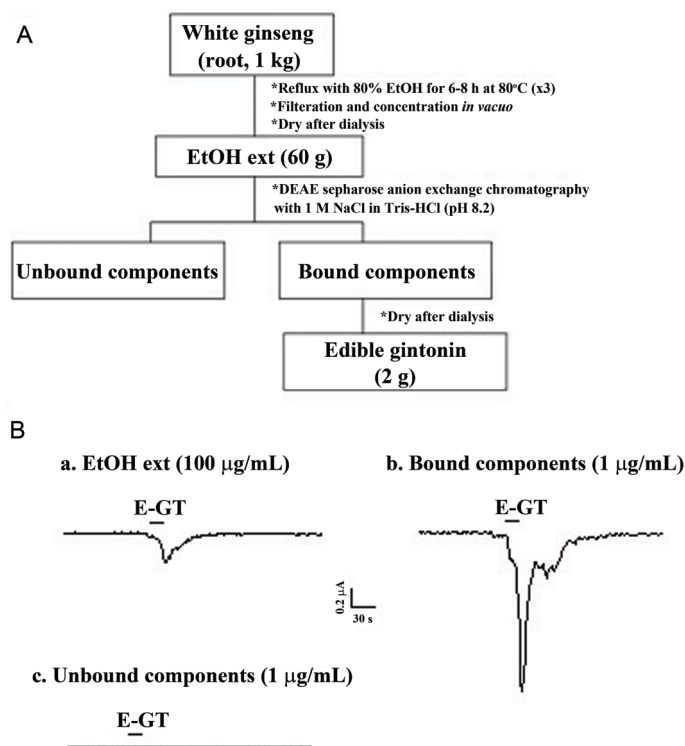 A
White ginseng
(root, 1 kg)
*Reflux with 80% EtOH for 6-8 h at 80°C (x3)
*Filteration and concentration in vacuo
*Dry after dialysis
EtOH ext (60 g)
*DEAE sepharose anion exchange chromatography
with 1 M NaCl in Tris-HCl (pH 8.2)
Unbound components
Bound components
*Dry after dialysis
Edible gintonin
(2 g)
B
a. EtOH ext (100 µg/mL)
b. Bound components (1 µg/mL)
E-GT
E-GT
0.2 µA
30 s
c. Unbound components (1 µg/mL)
E-GT